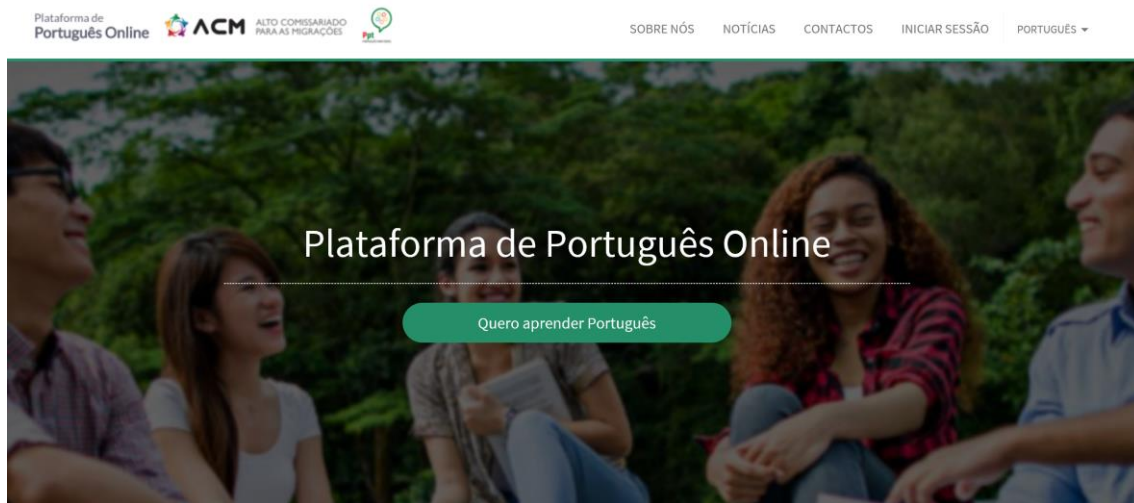 Plataforma de
Português Online
ACM
ALTO COMISSARIADO
PARA AS MIGRAÇÕES
Ppt
SOBRE NÓS NOTÍCIAS CONTACTOS INICIAR SESSÃO PORTUGUÊS
Plataforma de Português Online
Quero aprender Português